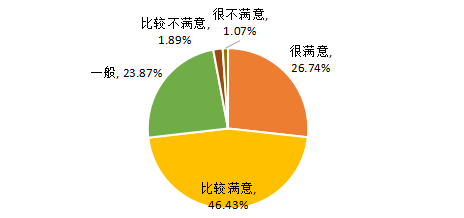 很不满意,
1.07%
比较不满意,
1.89%
很满意,
26.74%
一般, 23.87%
比较满意,
46.43%